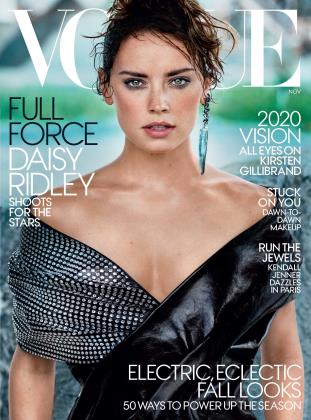 VOGUE
NOV
FULL
FORCE
DAISY
RIDLEY
SHOOTS
FOR THE
STARS
2020
VISION
ALL EYES ON
KIRSTEN
GILLIBRAND
STUCK
ON YOU
DAWN-TO-
DAWN
MAKEUP
RUN THE
JEWELS
KENDALL
JENNER
DAZZLES
IN PARIS
ELECTRIC, ECLECTIC
FALL LOOKS
50 WAYS TO POWER UP THE SEASON